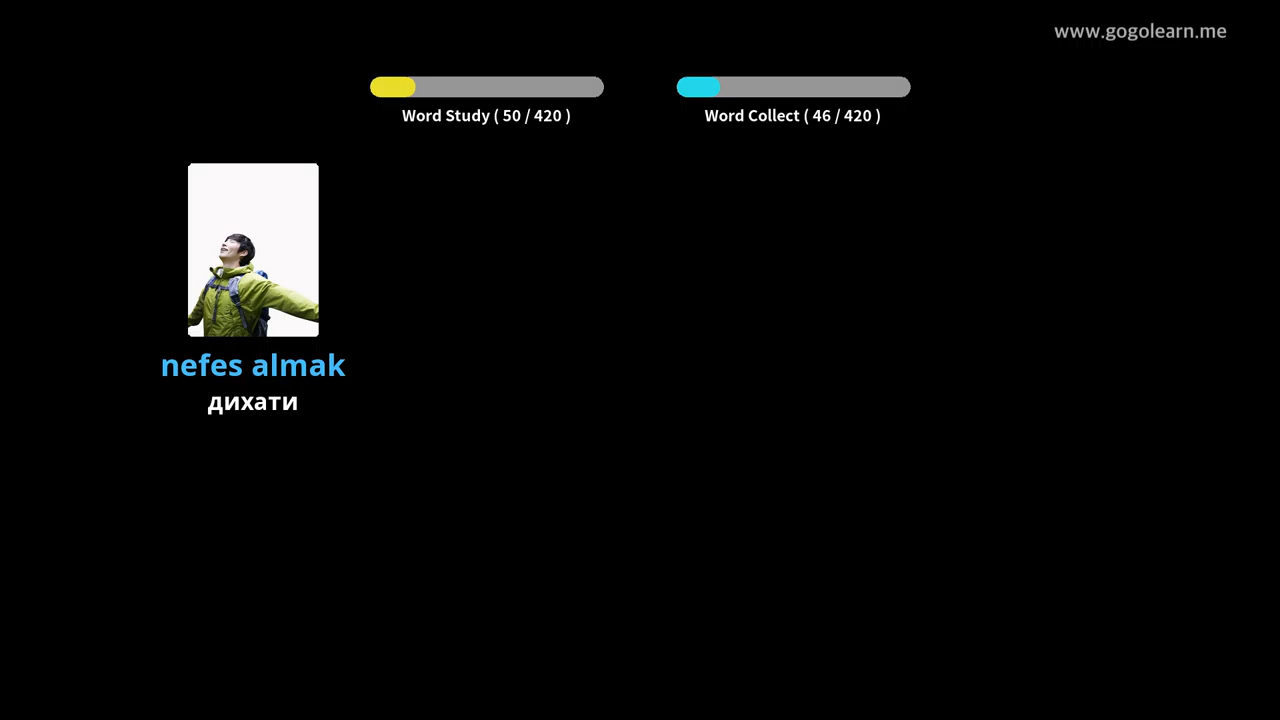 www.gogolearn.me
Word Study ( 50 / 420 )
Word Collect ( 46 / 420 )
nefes almak
дихати